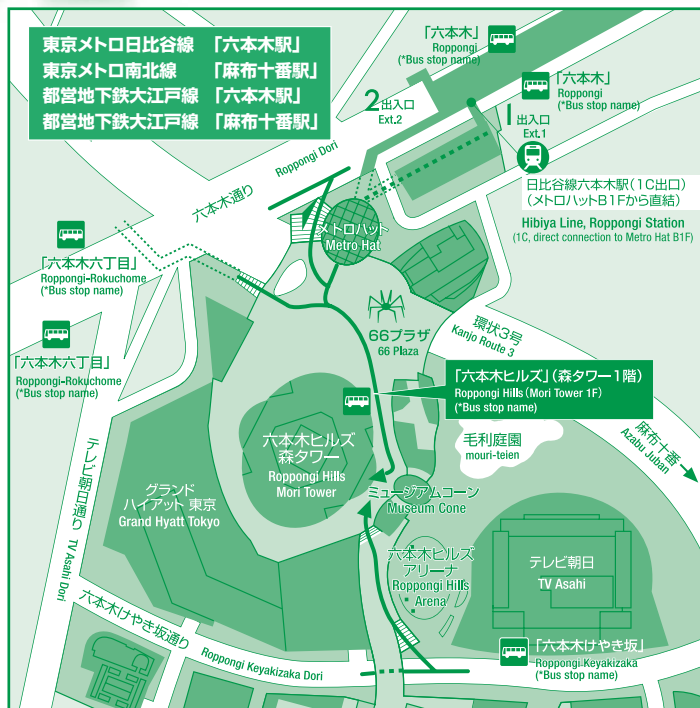 東京メトロ日比谷線 「六本木駅」
東京メトロ南北線 「麻布十番駅」
都営地下鉄大江戸線 「六本木駅」
都営地下鉄大江戸線 「麻布十番駅」
「六本木」
Roppongi
(*Bus stop name)
「六本木」
Roppongi
(*Bus stop name)
2 出入口
Ext.2
1
出入口
Ext.1
日比谷線六本木駅(1C出口)
(メトロハットB1Fから直結)
Hibiya Line, Roppongi Station
(1C, direct connection to Metro Hat B1F)
Roppongi Dori
六本木通り
メトロハット
Metro Hat
「六本木六丁目」
Roppongi-Rokuchome
(*Bus stop name)
「六本木六丁目」
Roppongi-Rokuchome
(*Bus stop name)
66プラザ
66 Plaza
環状3号
Kanjo Route 3
「六本木ヒルズ」(森タワー1階)
Roppongi Hills(Mori Tower 1F)
(*Bus stop name)
毛利庭園
mouri-teien
麻布十番
Azabu Juban
六本木ヒルズ
森タワー
Roppongi Hills
Mori Tower
ミュージアムコーン
Museum Cone
グランド
ハイアット 東京
Grand Hyatt Tokyo
テレビ朝日通り TV Asahi Dori
六本木ヒルズ
アリーナ
Roppongi Hills
Arena
テレビ朝日
TV Asahi
六本木けやき坂通り
Roppongi Keyakizaka Dori
「六本木けやき坂」
Roppongi Keyakizaka
(*Bus stop name)